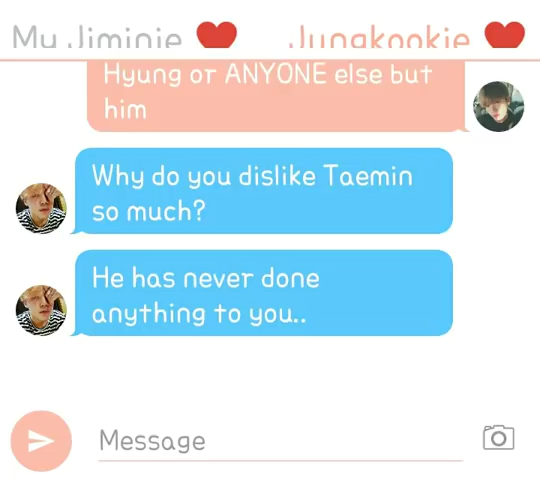 My Jiminie Jungkookie
Hyung or ANYONE else but
him
Why do you dislike Taemin
so much?
He has never done
anything to you..
Message